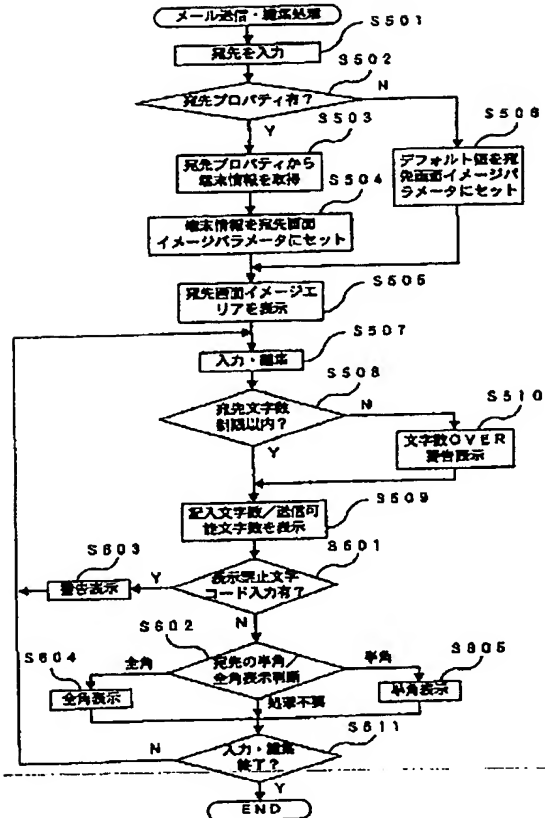 メール送信・編集処理
S501
宛先を入力
S502
宛先プロパティ有?
N
Y
S503
宛先プロパティから
端末情報を取得
S506
デフォルト値を宛
先画面イメージパ
ラメータにセット
S504
端末情報を宛先画面
イメージパラメータにセット
S505
宛先画面イメージエ
リアを表示
S507
入力・編集
S508
宛先文字数
制限以内?
N
Y
S510
文字数OVER
警告表示
S509
記入文字数/送信可
能文字数を表示
S601
表示禁止文字
コード入力有?
Y
N
S603
警告表示
S602
宛先の半角/
全角表示判断
全角
半角
処理不要
S604
全角表示
S605
半角表示
S611
入力・編集
終了?
N
Y
END